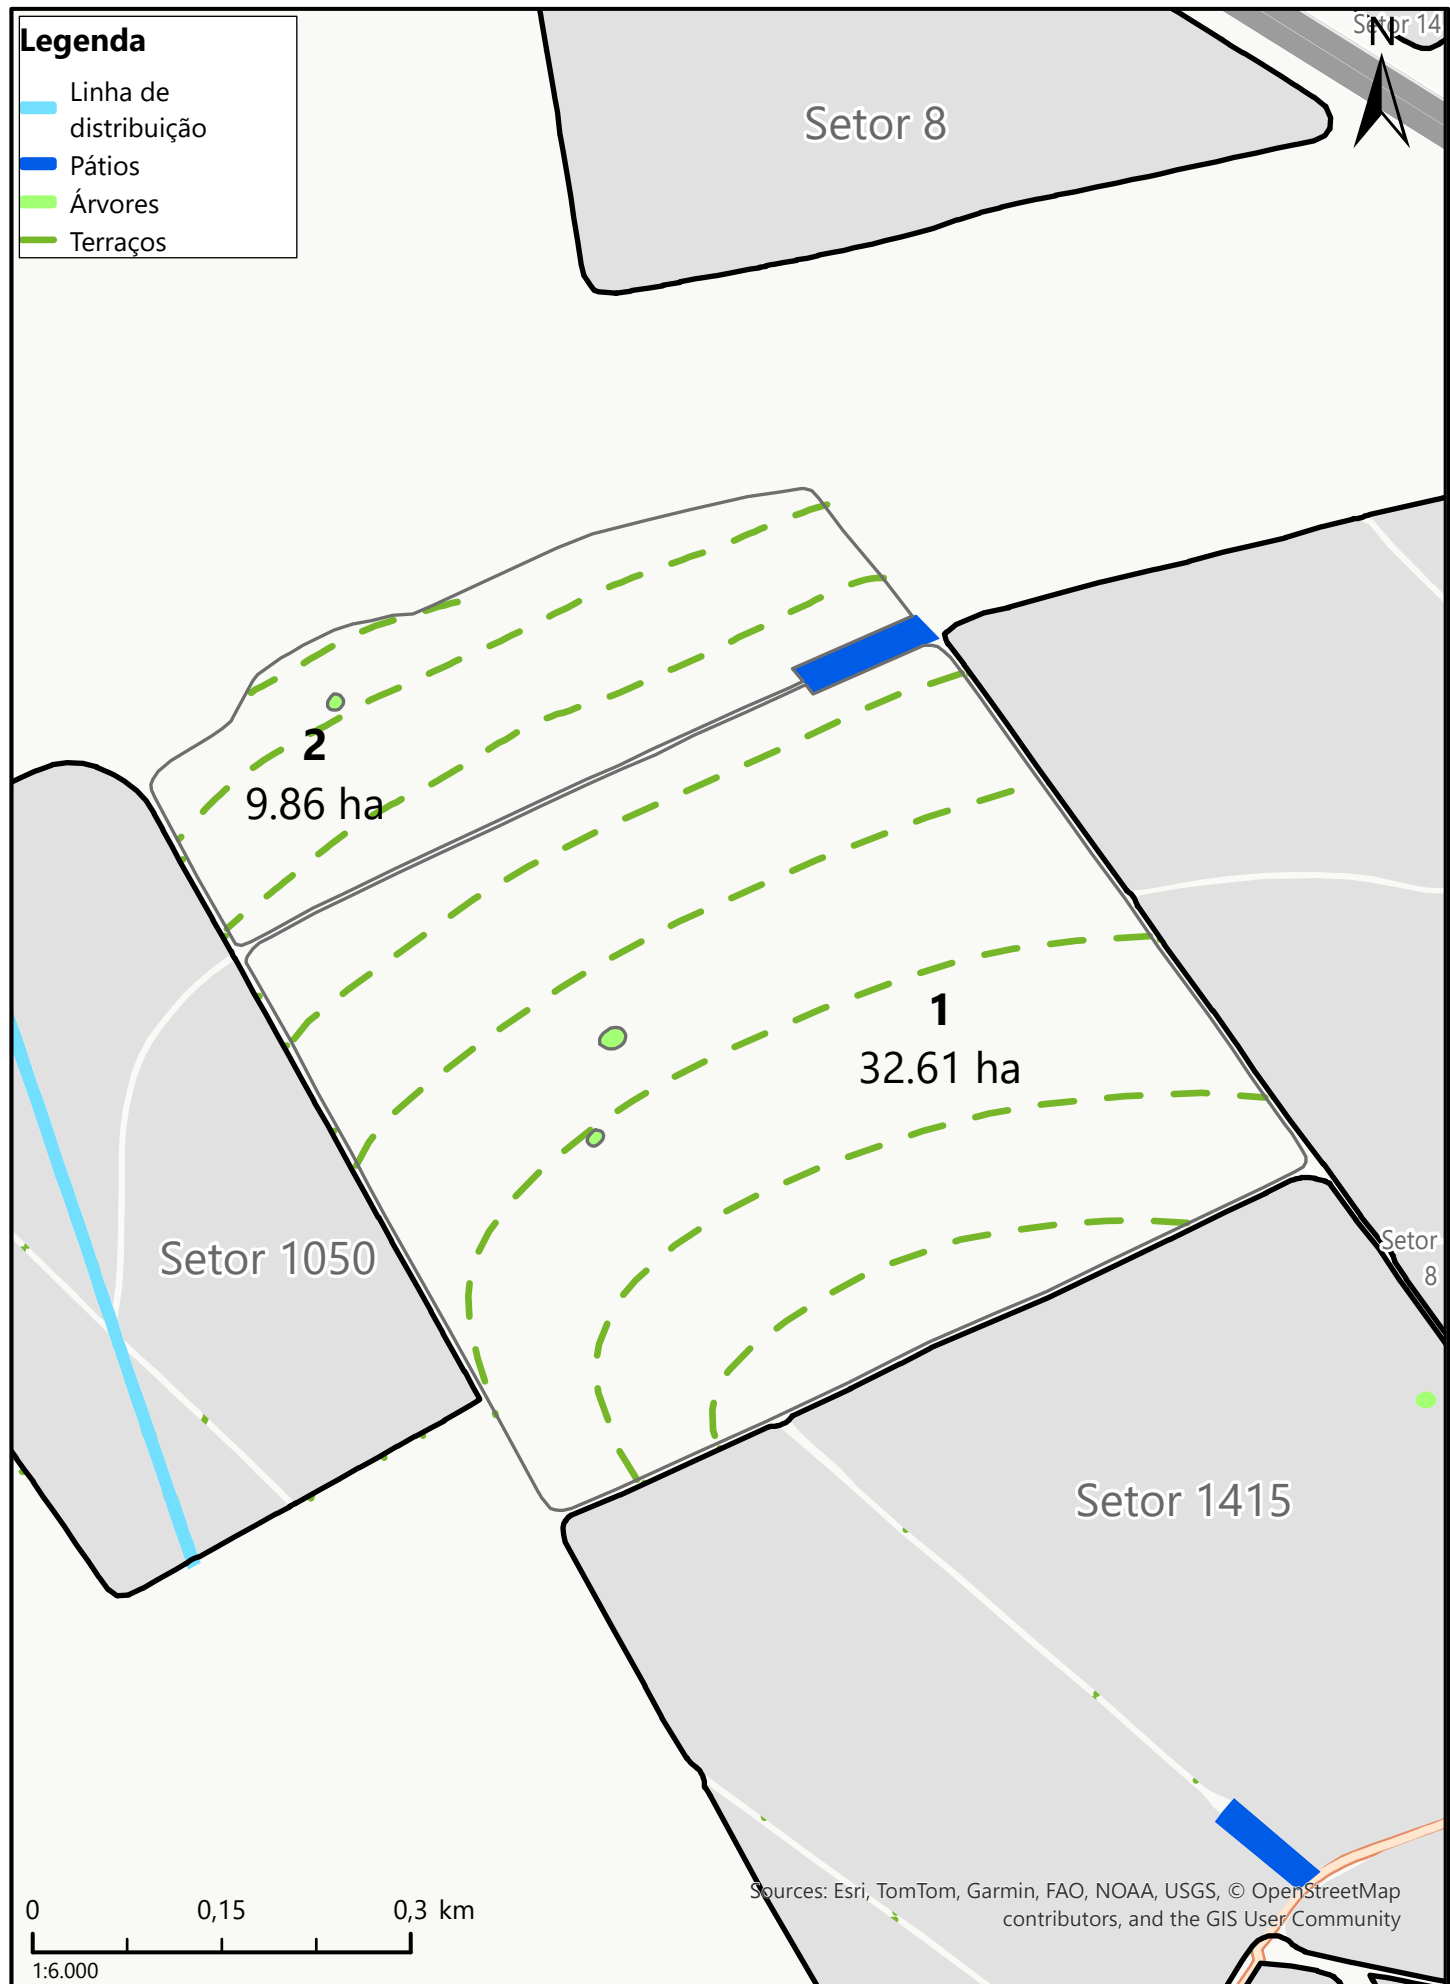 Legenda
Linha de
distribuição
Pátios
Árvores
Terraços
Setor 14
N
Setor 8
2
9.86 ha
1
32.61 ha
Setor 1050
Setor
8
Setor 1415
Sources: Esri, TomTom, Garmin, FAO, NOAA, USGS, © OpenStreetMap
contributors, and the GIS User Community
0 0,15 0,3 km
1:6.000